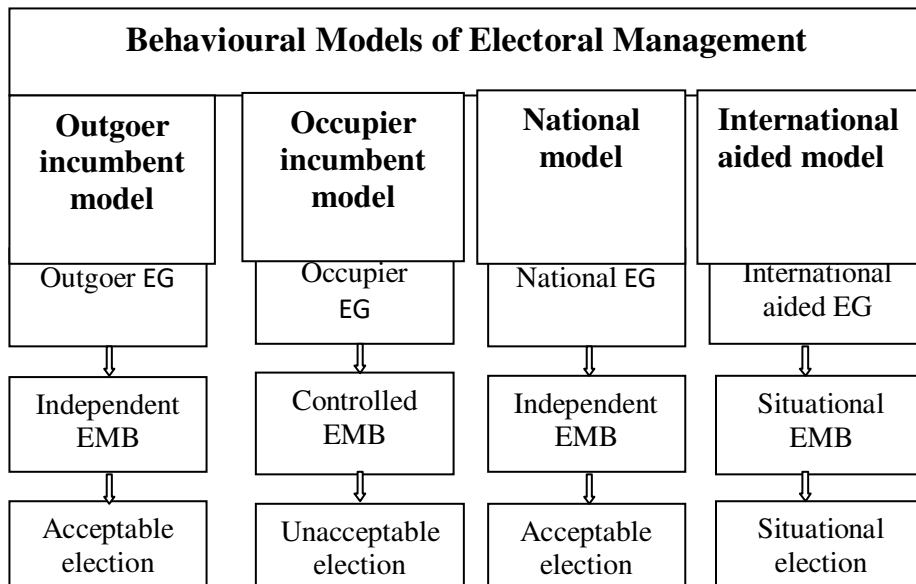 Behavioural Models of Electoral Management
Outgoer
incumbent
model
Occupier
incumbent
model
National
model
International
aided model
Outgoer EG
Occupier
EG
National EG
International
aided EG
Independent
EMB
Controlled
EMB
Independent
EMB
Situational
EMB
Acceptable
election
Unacceptable
election
Acceptable
election
Situational
election